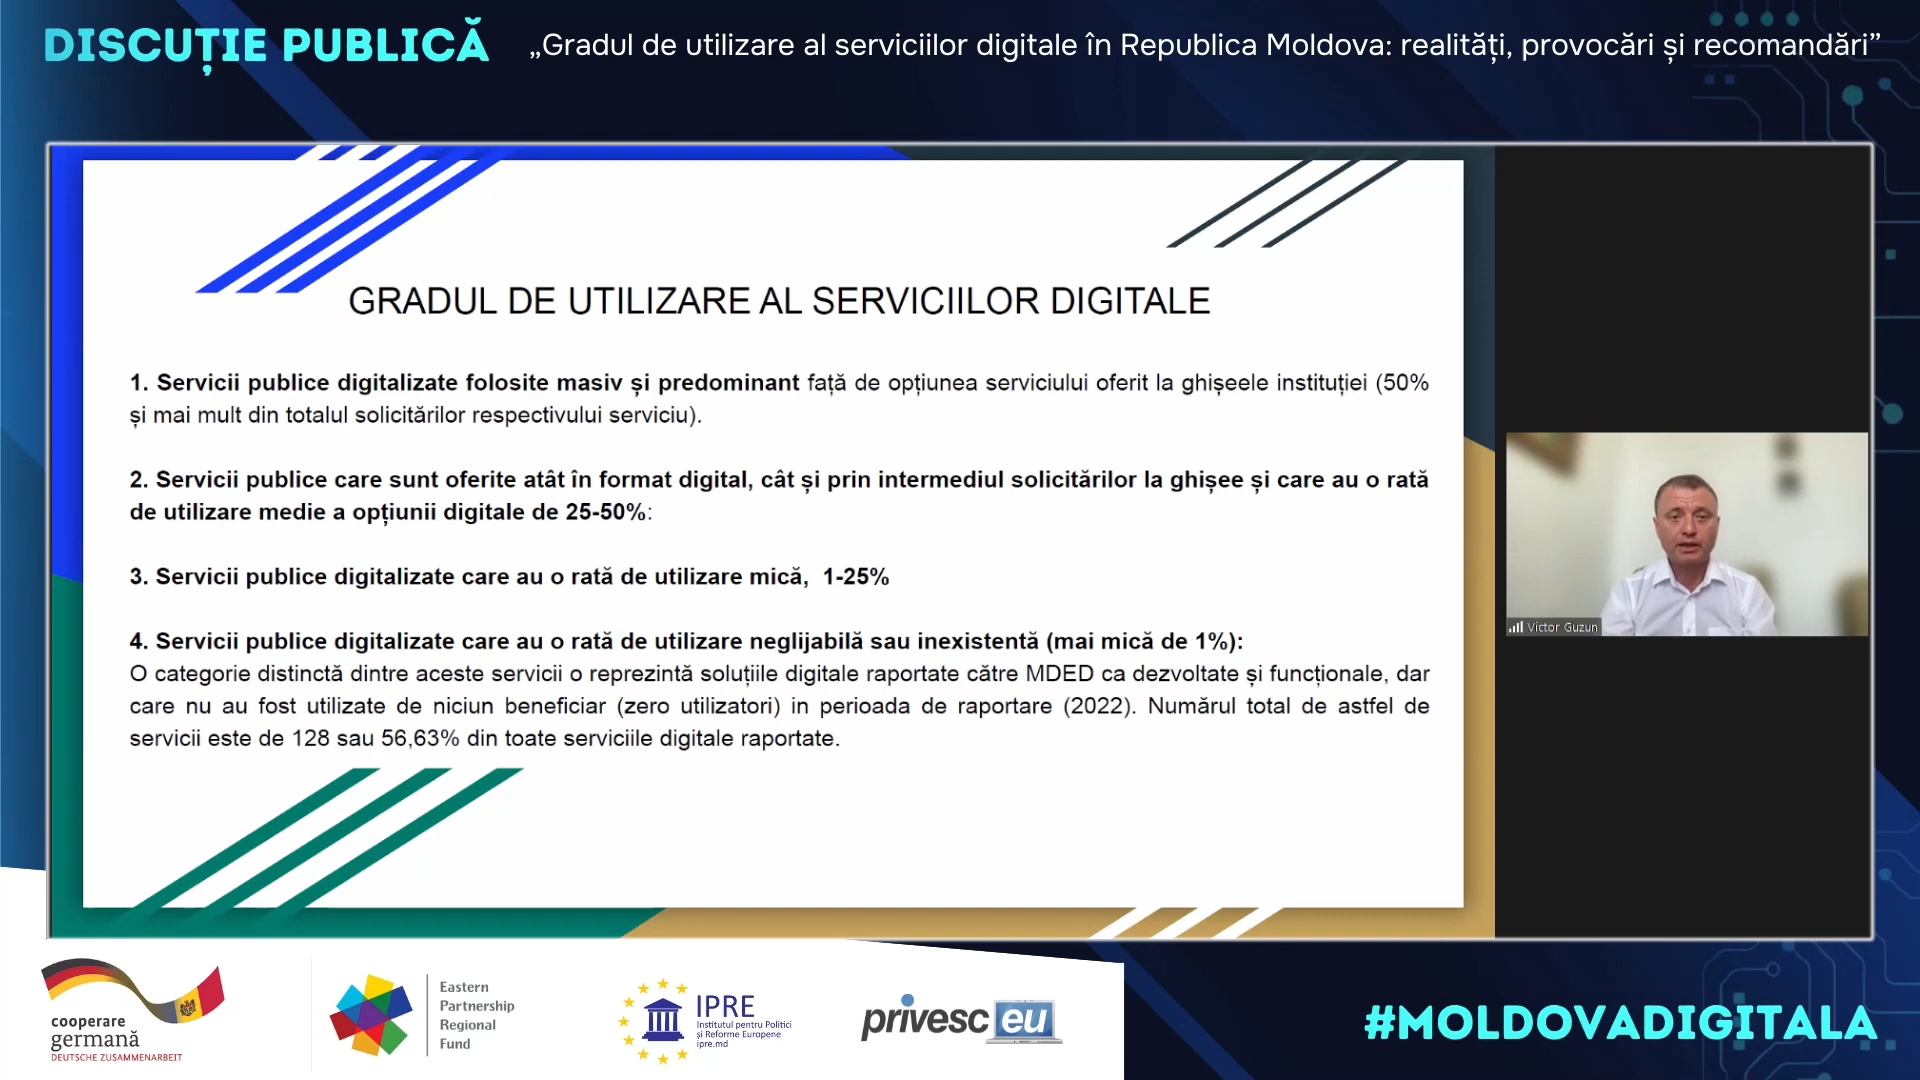 DISCUȚIE PUBLICĂ
„Gradul de utilizare al serviciilor digitale în Republica Moldova: realități, provocări și recomandări”
GRADUL DE UTILIZARE AL SERVICIILOR DIGITALE
1. Servicii publice digitalizate folosite masiv și predominant față de opțiunea serviciului oferit la ghișeele instituției (50%
și mai mult din totalul solicitărilor respectivului serviciu).
2. Servicii publice care sunt oferite atât în format digital, cât și prin intermediul solicitărilor la ghișee și care au o rată
de utilizare medie a opțiunii digitale de 25-50%:
3. Servicii publice digitalizate care au o rată de utilizare mică, 1-25%
4. Servicii publice digitalizate care au o rată de utilizare neglijabilă sau inexistentă (mai mică de 1%):
O categorie distinctă dintre aceste servicii o reprezintă soluțiile digitale raportate către MDED ca dezvoltate și funcționale, dar
care nu au fost utilizate de niciun beneficiar (zero utilizatori) in perioada de raportare (2022). Numărul total de astfel de
servicii este de 128 sau 56,63% din toate serviciile digitale raportate.
Victor Guzun
cooperare
germană
DEUTSCHE ZUSAMMENARBEIT
Eastern
Partnership
Regional
Fund
IPRE
Institutul pentru Politici
și Reforme Europene
ipre.md
privesc eu
#MOLDOVADIGITALA